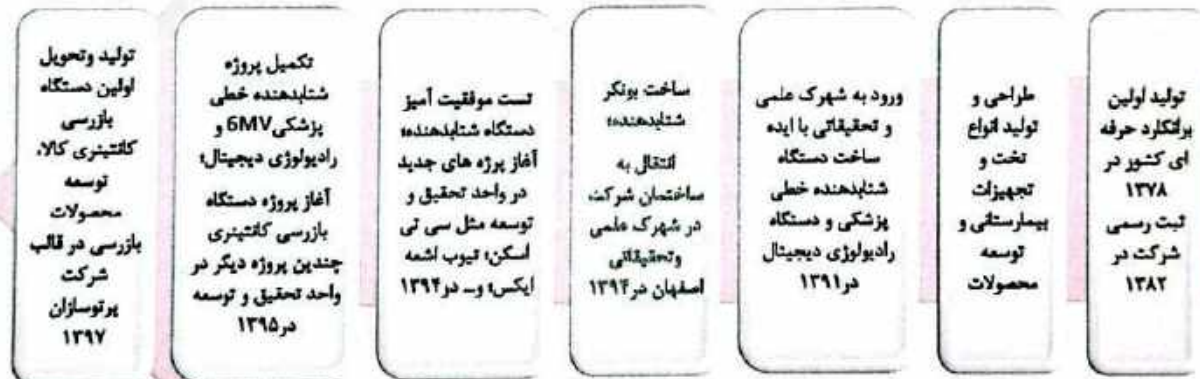 تولید اولین
برانکارد حرفه
ای کشور در
۱۳۷۸
ثبت رسمی
شرکت در
۱۳۸۲
طراحی و
تولید انواع
تخت و
تجهیزات
بیمارستانی و
توسعه
محصولات
ورود به شهرک علمی
و تحقیقاتی با ایده
ساخت دستگاه
شتابدهنده خطی
پزشکی و دستگاه
رادیولوژی دیجیتال
در۱۳۹۱
ساخت بونکر
شتابدهنده؛
انتقال به
ساختمان شرکت
در شهرک علمی
وتحقیقاتی
اصفهان در۱۳۹۴
تست موفقیت آمیز
دستگاه شتابدهنده؛
آغاز پرژه های جدید
در واحد تحقیق و
توسعه مثل سی تی
اسکن؛ تیوب اشعه
ایکس؛ و... در۱۳۹۴
تکمیل پروژه
شتابدهنده خطی
پزشکی6MV و
رادیولوژی دیجیتال؛
آغاز پروژه دستگاه
بازرسی کانتینری
چندین پروژه دیگر در
واحد تحقیق و توسعه
در۱۳۹۵
تولید وتحویل
اولین دستگاه
بازرسی
کانتینری کالا،
توسعه
محصولات
بازرسی در قالب
شرکت
پرتوسازان
۱۳۹۷